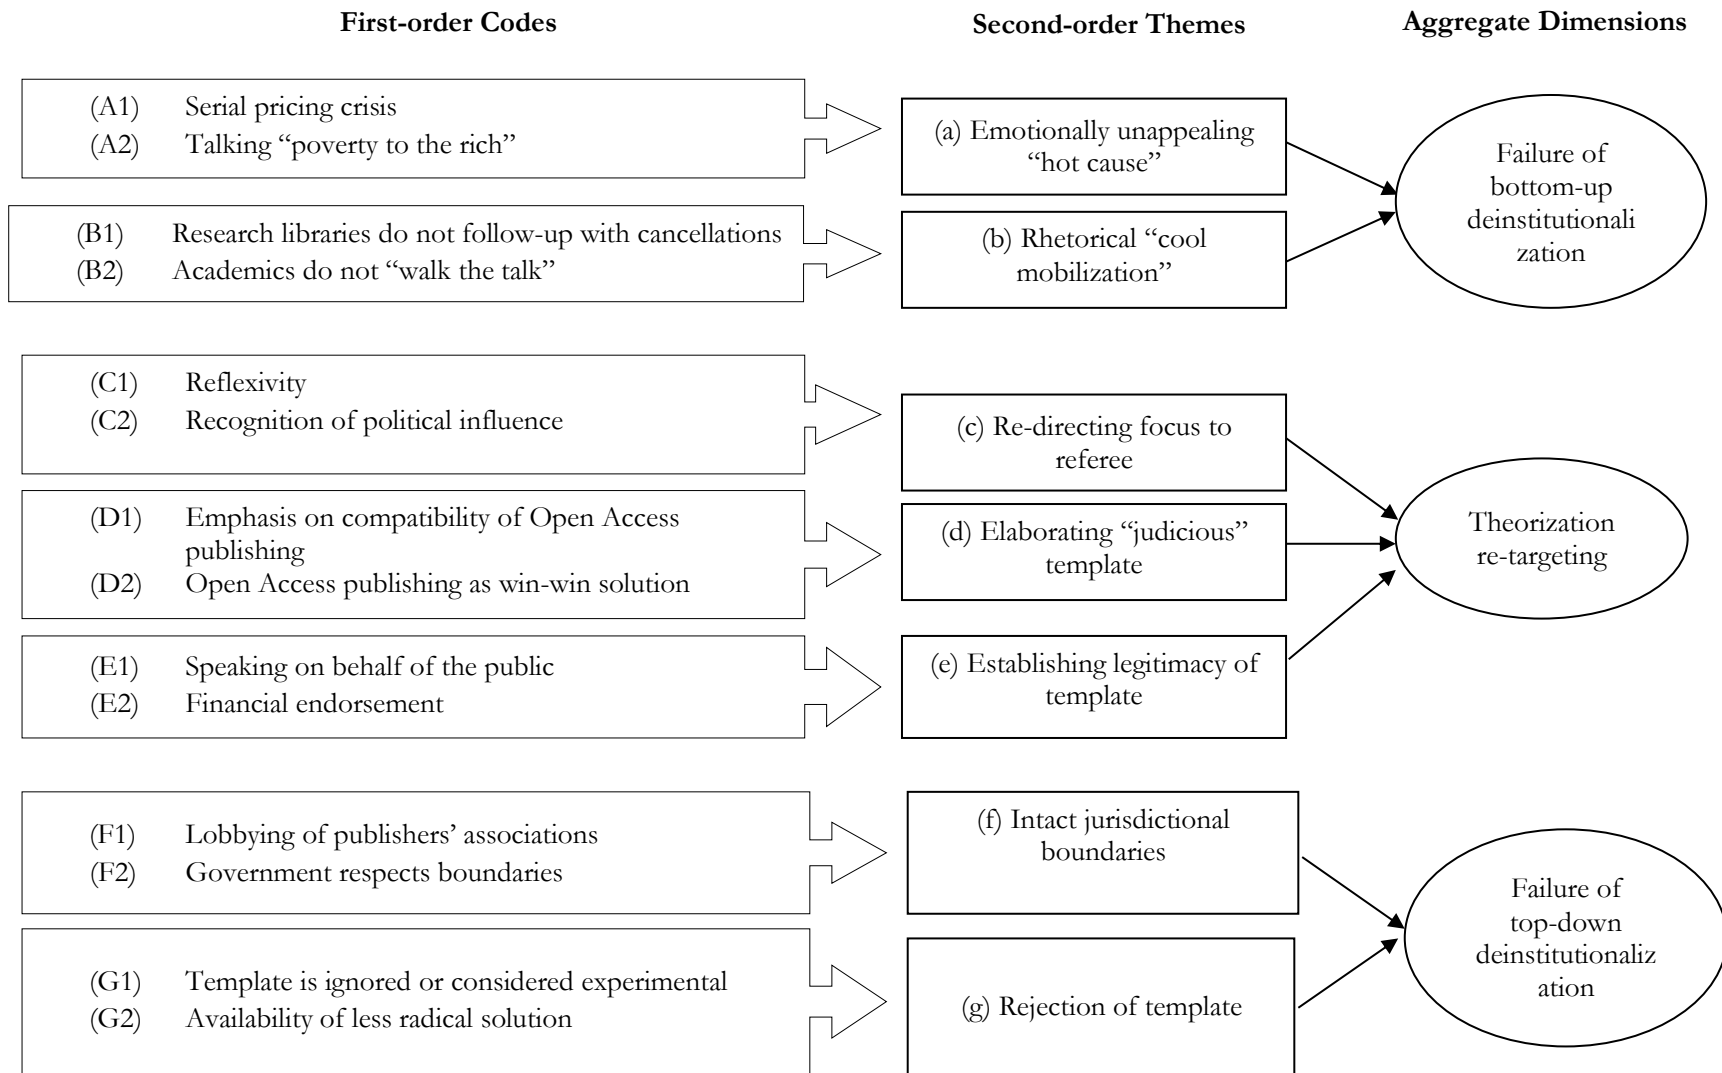 First-order Codes
Second-order Themes
Aggregate Dimensions
(A1) Serial pricing crisis
(A2) Talking “poverty to the rich”
(a) Emotionally unappealing
“hot cause”
Failure of
bottom-up
deinstitutionali
zation
(B1) Research libraries do not follow-up with cancellations
(B2) Academics do not “walk the talk”
(b) Rhetorical “cool
mobilization”
(C1) Reflexivity
(C2) Recognition of political influence
(c) Re-directing focus to
referee
(D1) Emphasis on compatibility of Open Access
publishing
(D2) Open Access publishing as win-win solution
(d) Elaborating “judicious”
template
Theorization
re-targeting
(E1) Speaking on behalf of the public
(E2) Financial endorsement
(e) Establishing legitimacy of
template
(F1) Lobbying of publishers’ associations
(F2) Government respects boundaries
(f) Intact jurisdictional
boundaries
Failure of
top-down
deinstitutionaliz
ation
(G1) Template is ignored or considered experimental
(G2) Availability of less radical solution
(g) Rejection of template